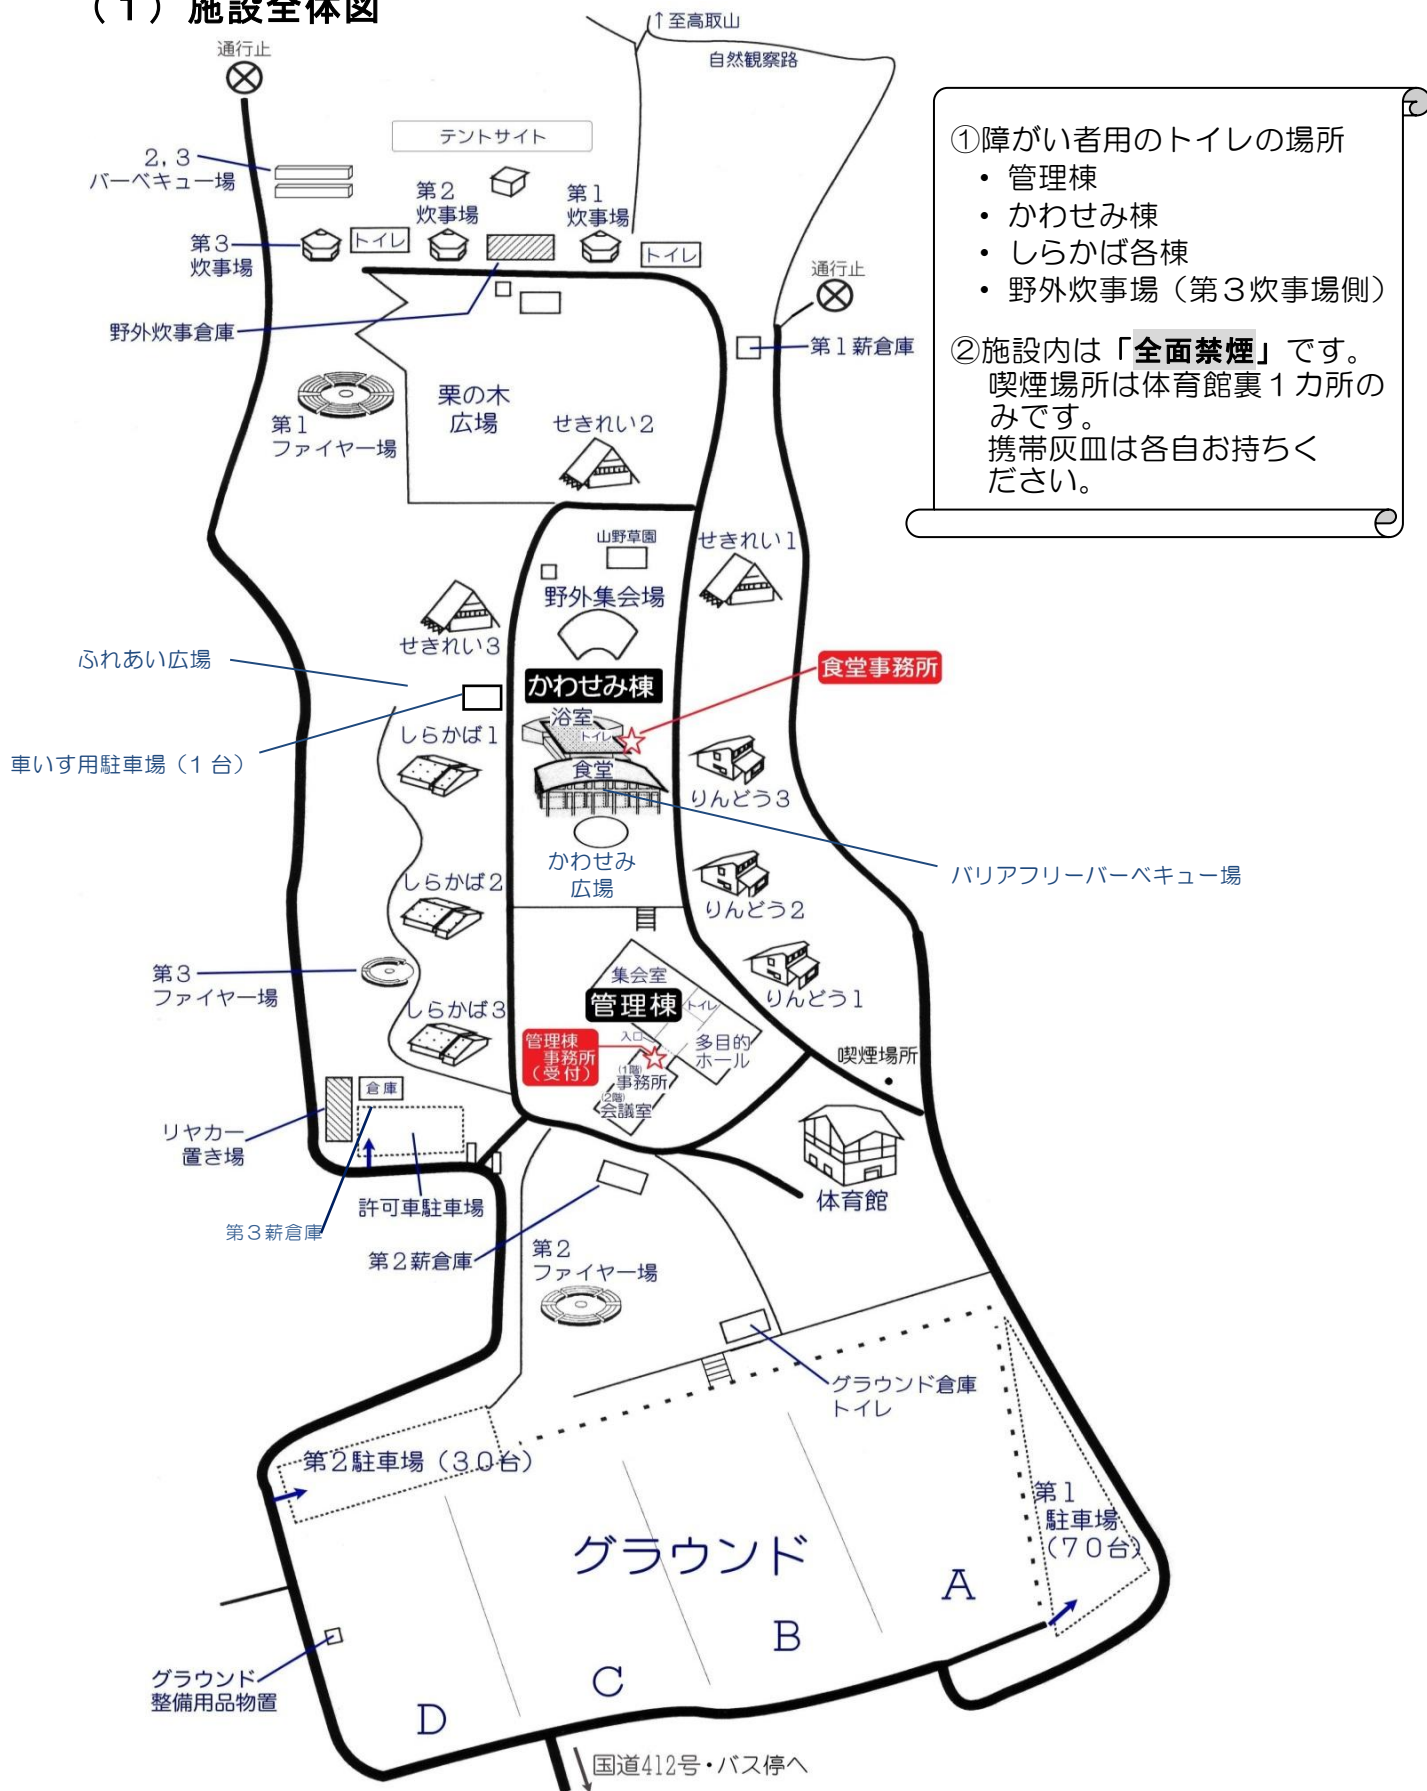 （１）施設全体図
↑至高取山
通行止
自然観察路
テントサイト
2, 3
バーベキュー場
第２
炊事場
第１
炊事場
第３
炊事場
トイレ
トイレ
通行止
野外炊事倉庫
第１薪倉庫
栗の木
広場
第１
ファイヤー場
せきれい２
①障がい者用のトイレの場所
・ 管理棟
・ かわせみ棟
・ しらかば各棟
・ 野外炊事場（第３炊事場側）
②施設内は「全面禁煙」です。
喫煙場所は体育館裏１カ所の
みです。
携帯灰皿は各自お持ちく
ださい。
山野草園
せきれい１
野外集会場
せきれい３
ふれあい広場
食堂事務所
かわせみ棟
浴室
トイレ
しらかば１
車いす用駐車場（１台）
食堂
りんどう３
かわせみ
広場
バリアフリーバーベキュー場
しらかば２
りんどう２
第３
ファイヤー場
集会室
管理棟
トイレ
りんどう１
しらかば３
管理棟
事務所
（受付）
入口
多目的
ホール
(1階)
事務所
(2階)
会議室
喫煙場所
倉庫
リヤカー
置き場
許可車駐車場
体育館
第３薪倉庫
第２薪倉庫
第２
ファイヤー場
グラウンド倉庫
トイレ
第２駐車場（３０台）
第１
駐車場
（７０台）
グラウンド
A
B
C
D
グラウンド
整備用品物置
国道412号・バス停へ